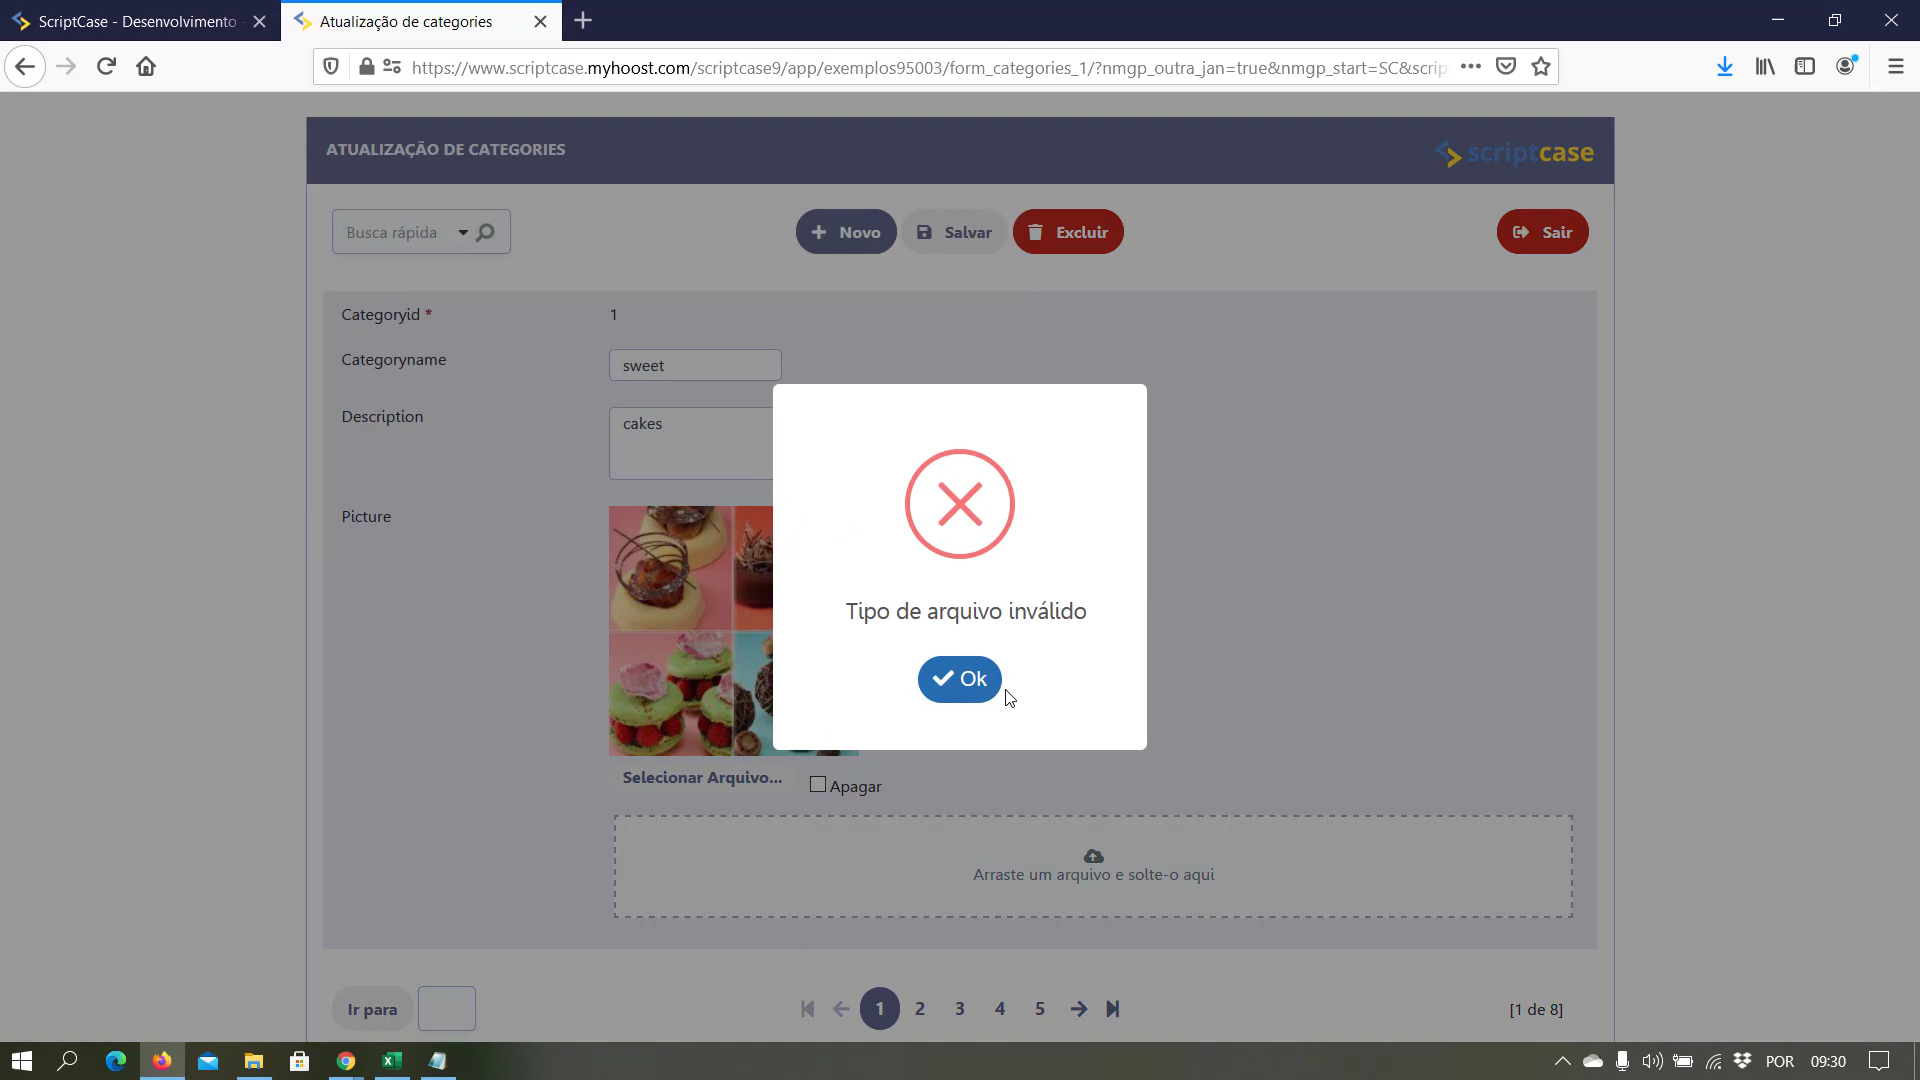 ScriptCase - Desenvolvimento
Atualização de categories
https://www.scriptcase.myhoost.com/scriptcase9/app/exemplos95003/form_categories_1/?nmgp_outra_jan=true&nmgp_start=SC&scrip
ATUALIZAÇÃO DE CATEGORIES
scriptcase
Busca rápida
Novo
Salvar
Excluir
Sair
Categoryid *
1
Categoryname
sweet
Description
cakes
Picture
Tipo de arquivo inválido
Ok
Selecionar Arquivo...
Apagar
Arraste um arquivo e solte-o aqui
Ir para
1 2 3 4 5
[1 de 8]
POR
09:30